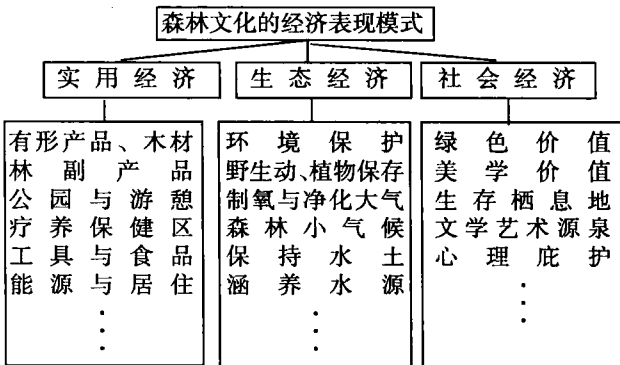 森林文化的经济表现模式
实用经济
生态经济
社会经济
有形产品、木材
林副产品
公园与游憩
疗养保健区
工具与食品
能源与居住
环境保护
野生动、植物保存
制氧与净化大气
森林小气候
保持水土
涵养水源
绿色价值
美学价值
生存栖息地
文学艺术源泉
心理庇护